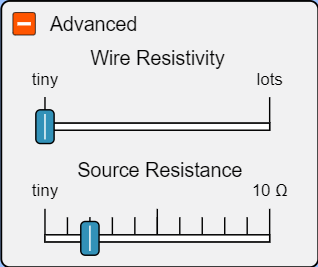 Advanced
Wire Resistivity
tiny lots
Source Resistance
tiny 10 Ω